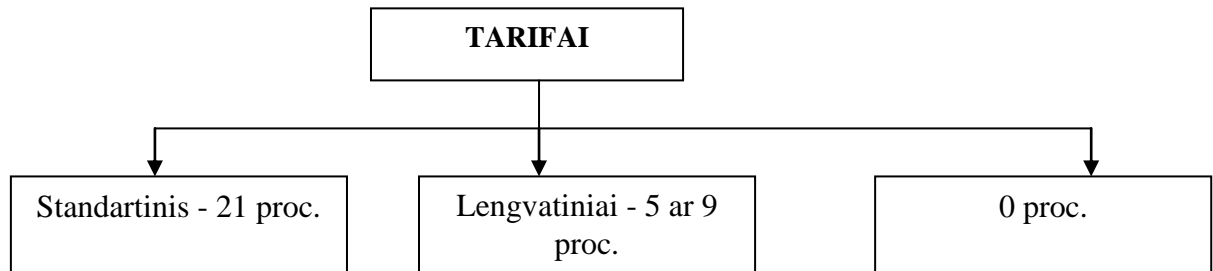 TARIFAI
Standartinis - 21 proc.
Lengvatiniai - 5 ar 9
proc.
0 proc.